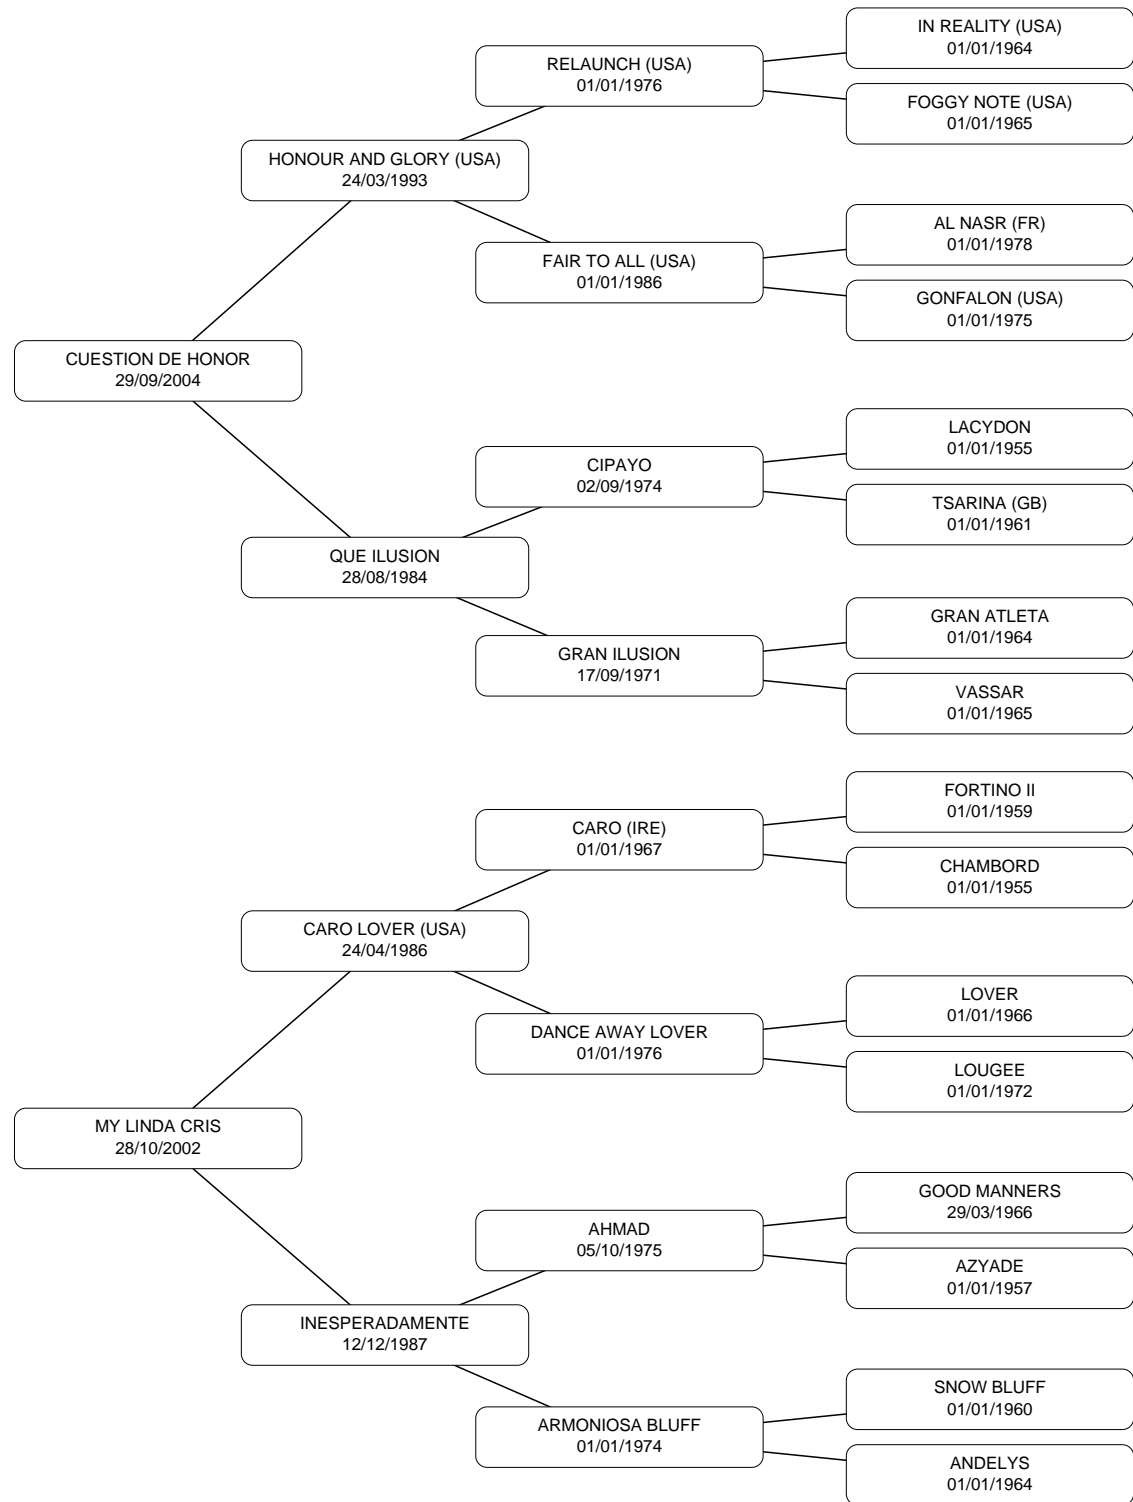 IN REALITY (USA)
01/01/1964
RELAUNCH (USA)
01/01/1976
FOGGY NOTE (USA)
01/01/1965
HONOUR AND GLORY (USA)
24/03/1993
AL NASR (FR)
01/01/1978
FAIR TO ALL (USA)
01/01/1986
GONFALON (USA)
01/01/1975
CUESTION DE HONOR
29/09/2004
LACYDON
01/01/1955
CIPAYO
02/09/1974
TSARINA (GB)
01/01/1961
QUE ILUSION
28/08/1984
GRAN ATLETA
01/01/1964
GRAN ILUSION
17/09/1971
VASSAR
01/01/1965
FORTINO II
01/01/1959
CARO (IRE)
01/01/1967
CHAMBORD
01/01/1955
CARO LOVER (USA)
24/04/1986
LOVER
01/01/1966
DANCE AWAY LOVER
01/01/1976
LOUGEE
01/01/1972
MY LINDA CRIS
28/10/2002
GOOD MANNERS
29/03/1966
AHMAD
05/10/1975
AZYADE
01/01/1957
INESPERADAMENTE
12/12/1987
SNOW BLUFF
01/01/1960
ARMONIOSA BLUFF
01/01/1974
ANDELYS
01/01/1964